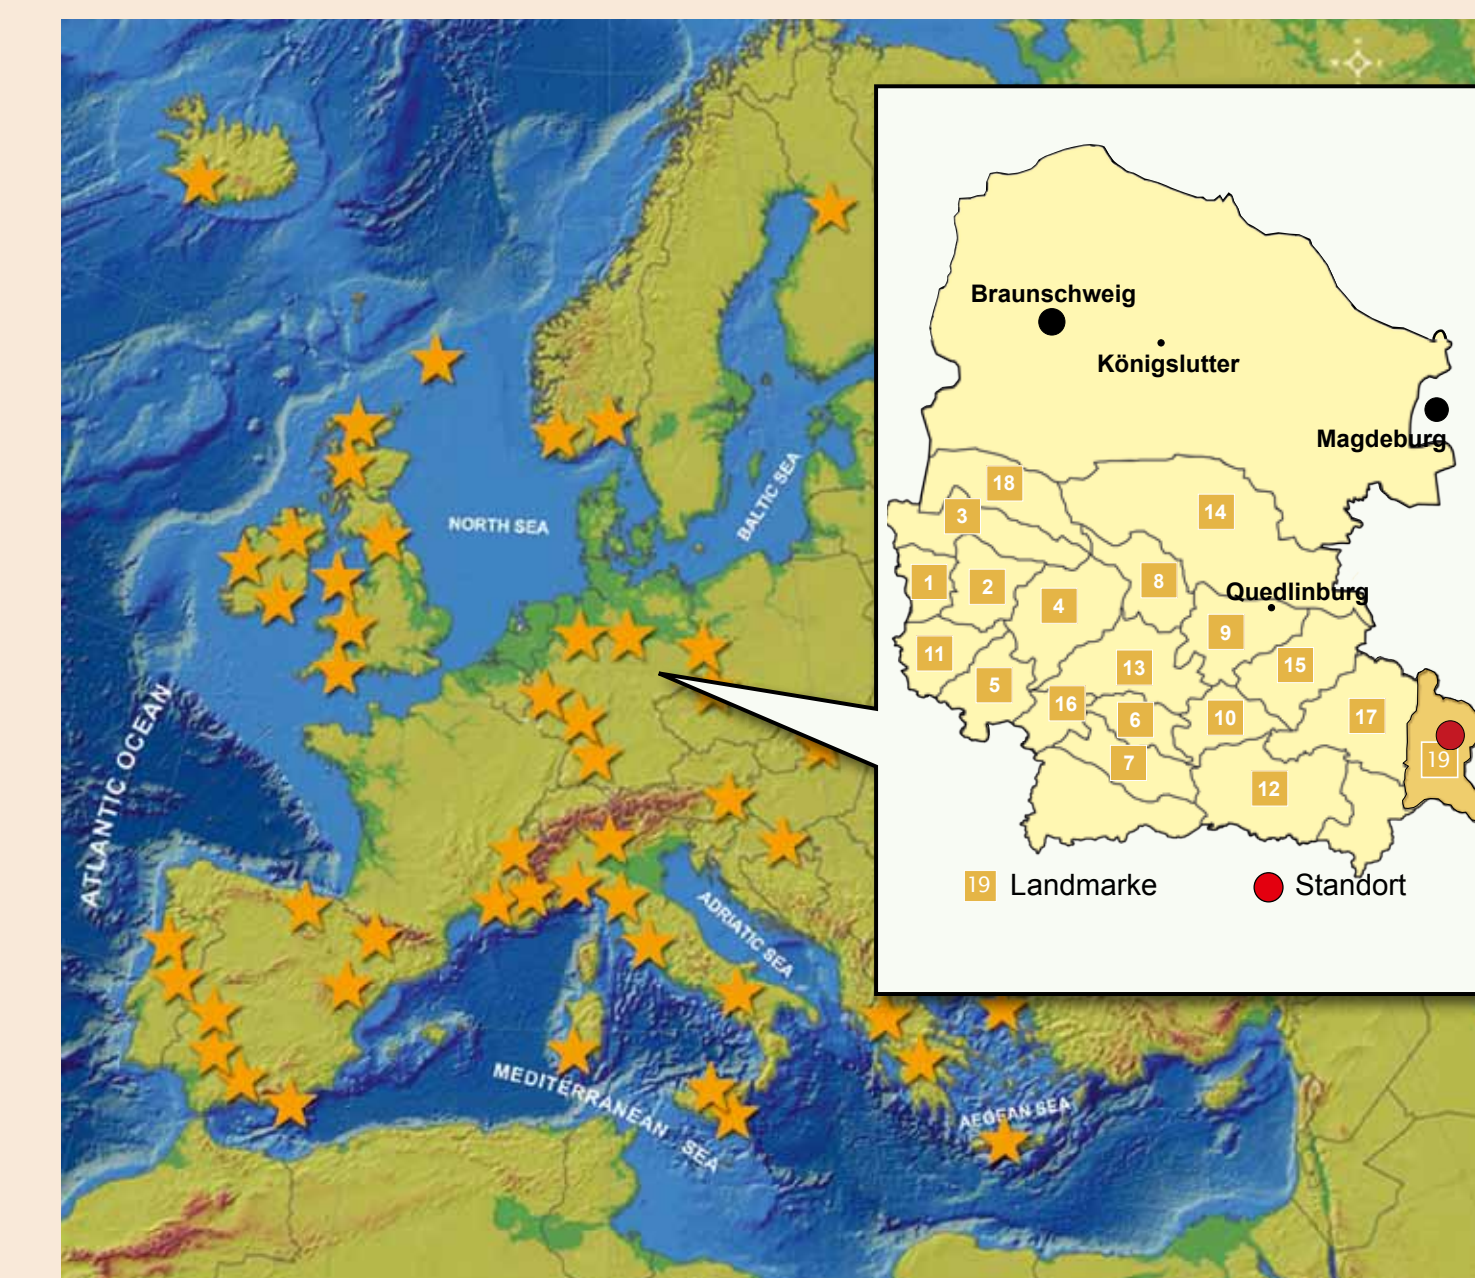 Braunschweig
Königslutter
Magdeburg
18
3
14
1
2
4
8
Quedlinburg
9
11
5
13
15
16
6
10
17
7
12
19
19 Landmarke
Standort
NORTH SEA
BALTIC SEA
ATLANTIC OCEAN
ADRIATIC SEA
MEDITERRANEAN SEA
AEGEAN SEA